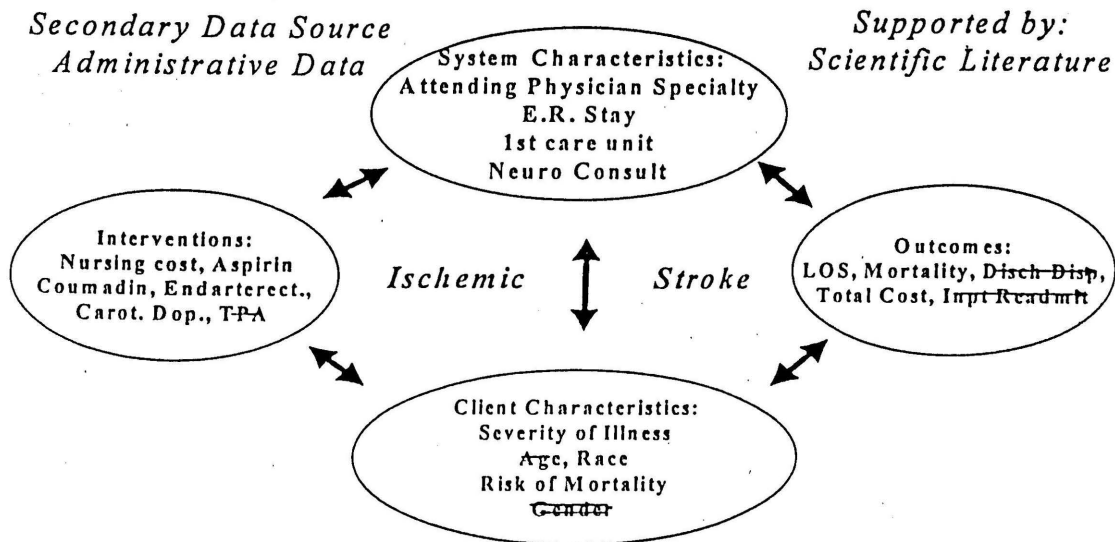 Secondary Data Source
Administrative Data
Supported by:
Scientific Literature
System Characteristics:
Attending Physician Specialty
E.R. Stay
1st care unit
Neuro Consult
Interventions:
Nursing cost, Aspirin
Coumadin, Endarterect.,
Carot. Dop., TPA
Ischemic Stroke
Outcomes:
LOS, Mortality, Disch Disp,
Total Cost, Inpt Readmit
Client Characteristics:
Severity of Illness
Age, Race
Risk of Mortality
Gender